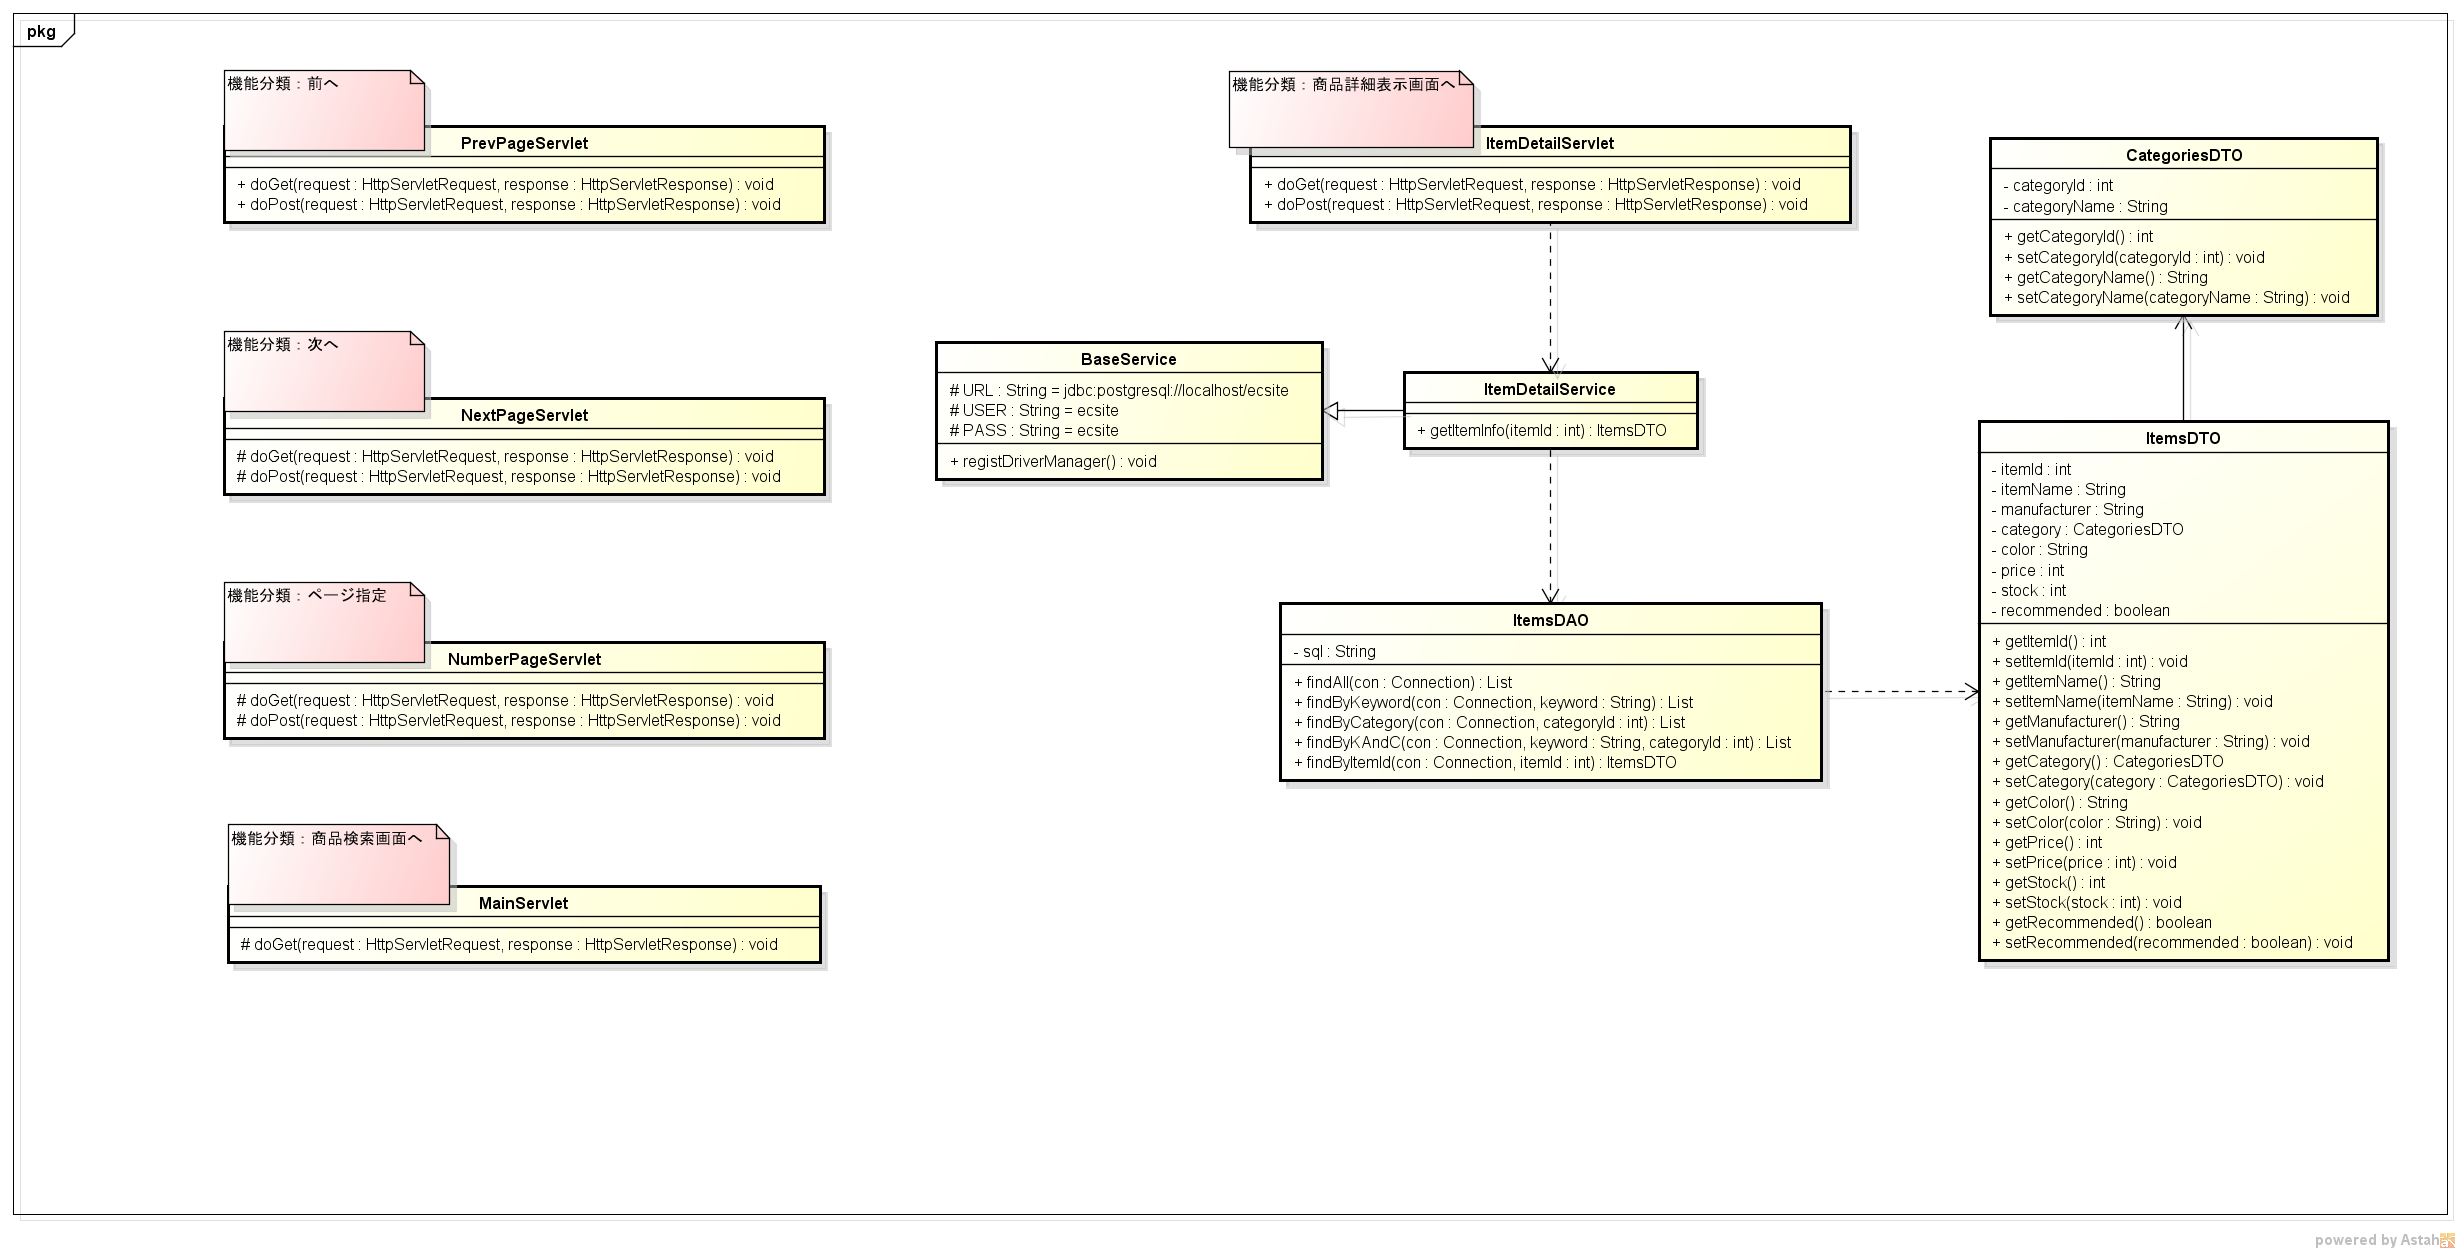 pkg
機能分類：前へ
PrevPageServlet
+ doGet(request : HttpServletRequest, response : HttpServletResponse) : void
+ doPost(request : HttpServletRequest, response : HttpServletResponse) : void
機能分類：次へ
NextPageServlet
# doGet(request : HttpServletRequest, response : HttpServletResponse) : void
# doPost(request : HttpServletRequest, response : HttpServletResponse) : void
機能分類：ページ指定
NumberPageServlet
# doGet(request : HttpServletRequest, response : HttpServletResponse) : void
# doPost(request : HttpServletRequest, response : HttpServletResponse) : void
機能分類：商品検索画面へ
MainServlet
# doGet(request : HttpServletRequest, response : HttpServletResponse) : void
機能分類：商品詳細表示画面へ
ItemDetailServlet
+ doGet(request : HttpServletRequest, response : HttpServletResponse) : void
+ doPost(request : HttpServletRequest, response : HttpServletResponse) : void
BaseService
# URL : String = jdbc:postgresql://localhost/ecsite
# USER : String = ecsite
# PASS : String = ecsite
+ registDriverManager() : void
ItemDetailService
+ getItemInfo(itemId : int) : ItemsDTO
ItemsDAO
- sql : String
+ findAll(con : Connection) : List
+ findByKeyword(con : Connection, keyword : String) : List
+ findByCategory(con : Connection, categoryId : int) : List
+ findByKAndC(con : Connection, keyword : String, categoryId : int) : List
+ findByItemId(con : Connection, itemId : int) : ItemsDTO
CategoriesDTO
- categoryId : int
- categoryName : String
+ getCategoryId() : int
+ setCategoryId(categoryId : int) : void
+ getCategoryName() : String
+ setCategoryName(categoryName : String) : void
ItemsDTO
- itemId : int
- itemName : String
- manufacturer : String
- category : CategoriesDTO
- color : String
- price : int
- stock : int
- recommended : boolean
+ getItemId() : int
+ setItemId(itemId : int) : void
+ getItemName() : String
+ setItemName(itemName : String) : void
+ getManufacturer() : String
+ setManufacturer(manufacturer : String) : void
+ getCategory() : CategoriesDTO
+ setCategory(category : CategoriesDTO) : void
+ getColor() : String
+ setColor(color : String) : void
+ getPrice() : int
+ setPrice(price : int) : void
+ getStock() : int
+ setStock(stock : int) : void
+ getRecommended() : boolean
+ setRecommended(recommended : boolean) : void
powered by Astah